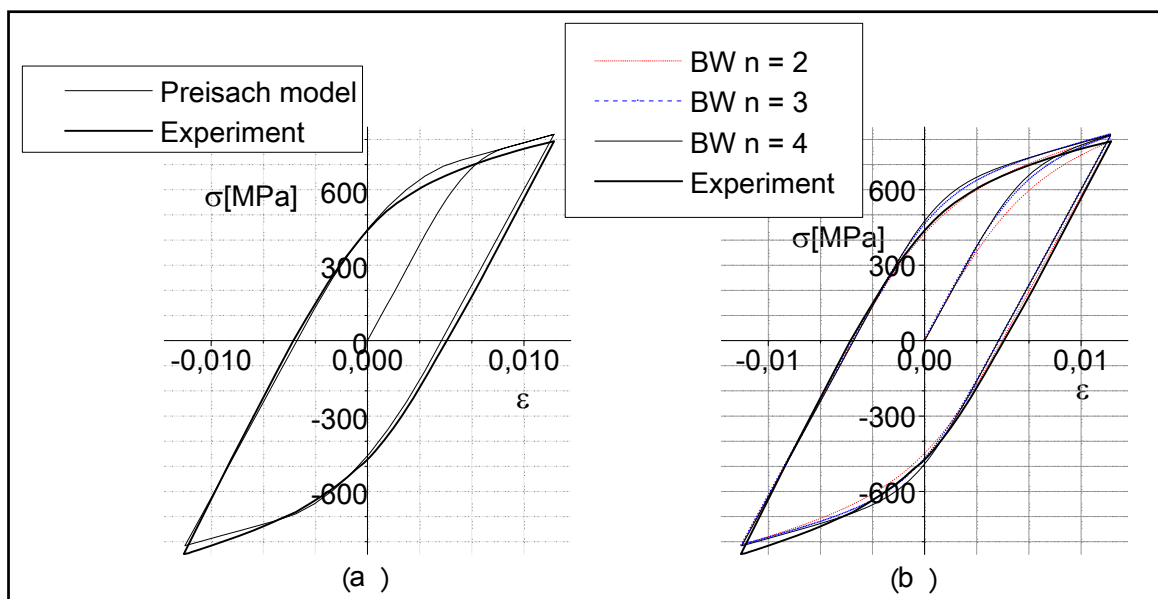 Preisach model
Experiment
σ[MPa]
600
300
0
-0,010 0,000 0,010
ε
-300
-600
(a )
BW n = 2
BW n = 3
BW n = 4
Experiment
600
σ[MPa]
300
0
-0,01 0,00 0,01
ε
-300
-600
(b )